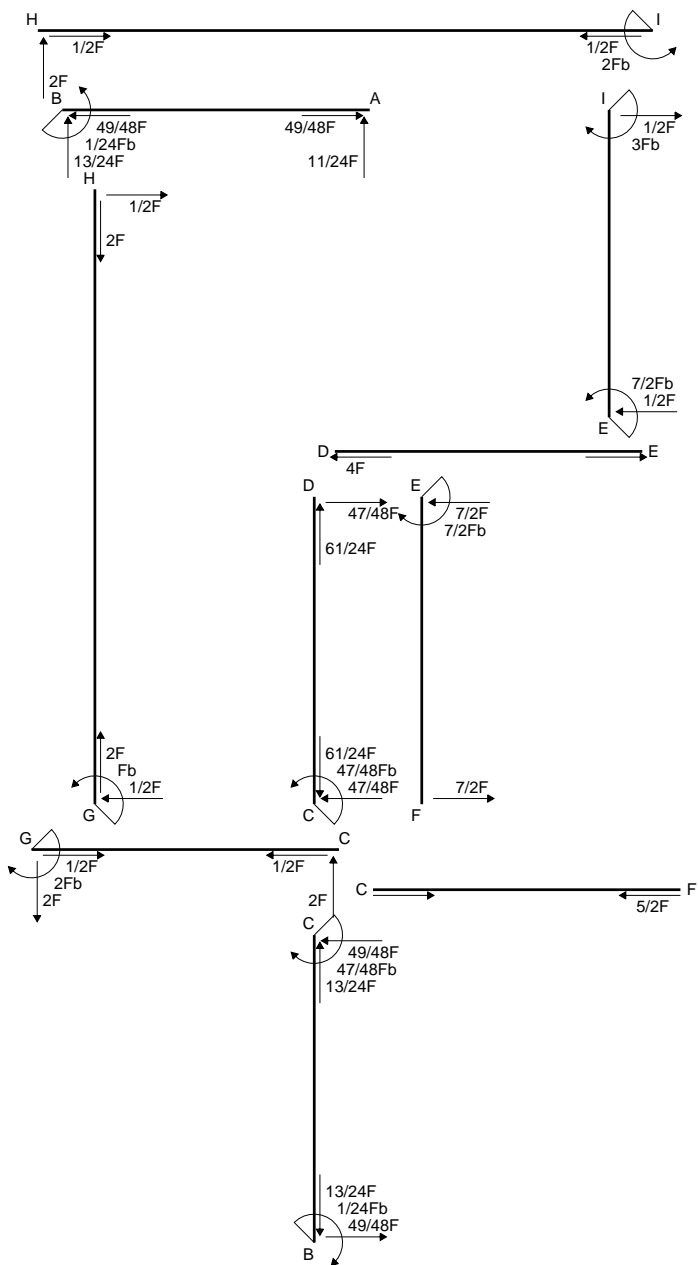 H
I
1/2F
1/2F
2Fb
2F
B
A
I
49/48F
49/48F
1/24Fb
13/24F
11/24F
1/2F
3Fb
H
1/2F
2F
7/2Fb
1/2F
E
D
E
4F
D
E
47/48F
7/2F
7/2Fb
61/24F
2F
Fb
1/2F
G
61/24F
47/48Fb
47/48F
C
7/2F
F
G
C
1/2F
1/2F
2Fb
2F
2F
C
F
5/2F
C
49/48F
47/48Fb
13/24F
13/24F
1/24Fb
49/48F
B